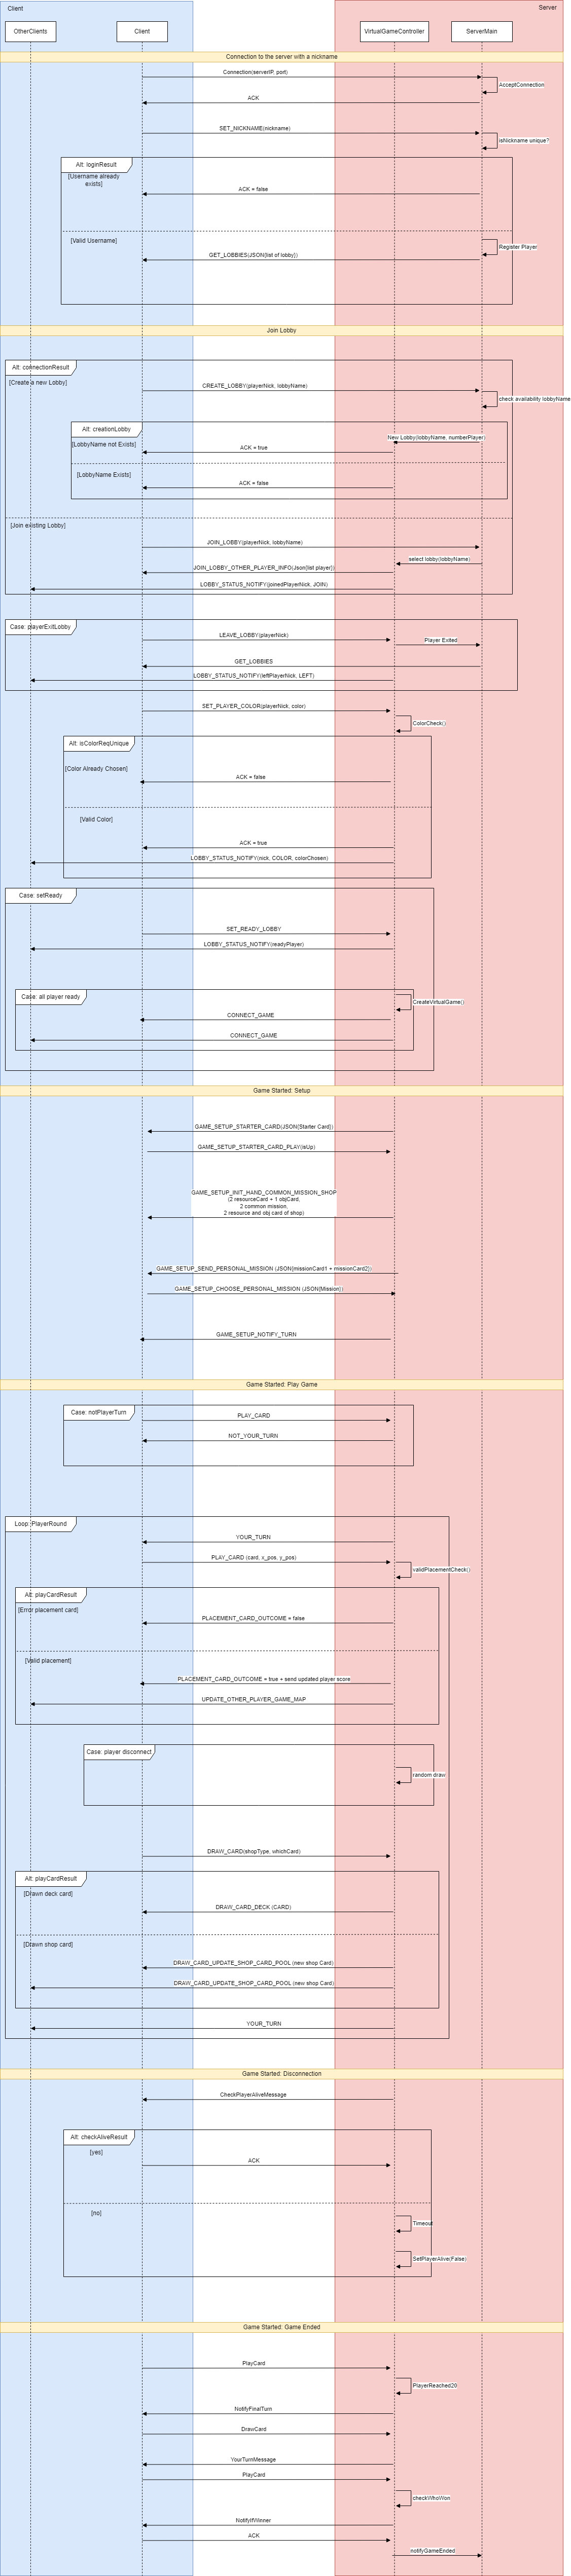 Client
Server
OtherClients
Client
VirtualGameController
ServerMain
Connection to the server with a nickname
Connection(serverIP, port)
AcceptConnection
ACK
SET_NICKNAME(nickname)
isNickname unique?
Alt: loginResult
[Username already
exists]
ACK = false
[Valid Username]
Register Player
GET_LOBBIES(JSON{list of lobby})
Join Lobby
Alt: connectionResult
[Create a new Lobby]
CREATE_LOBBY(playerNick, lobbyName)
check availability lobbyName
Alt: creationLobby
New Lobby(lobbyName, numberPlayer)
[LobbyName not Exists]
ACK = true
[LobbyName Exists]
ACK = false
[Join existing Lobby]
JOIN_LOBBY(playerNick, lobbyName)
select lobby(lobbyName)
JOIN_LOBBY_OTHER_PLAYER_INFO(Json{list player})
LOBBY_STATUS_NOTIFY(joinedPlayerNick, JOIN)
Case: playerExitLobby
LEAVE_LOBBY(playerNick)
Player Exited
GET_LOBBIES
LOBBY_STATUS_NOTIFY(leftPlayerNick, LEFT)
SET_PLAYER_COLOR(playerNick, color)
ColorCheck()
Alt: isColorReqUnique
[Color Already Chosen]
ACK = false
[Valid Color]
ACK = true
LOBBY_STATUS_NOTIFY(nick, COLOR, colorChosen)
Case: setReady
SET_READY_LOBBY
LOBBY_STATUS_NOTIFY(readyPlayer)
Case: all player ready
CreateVirtualGame()
CONNECT_GAME
CONNECT_GAME
Game Started: Setup
GAME_SETUP_STARTER_CARD(JSON{Starter Card})
GAME_SETUP_STARTER_CARD_PLAY(isUp)
GAME_SETUP_INIT_HAND_COMMON_MISSION_SHOP
(2 resourceCard + 1 objCard,
2 common mission,
2 resource and obj card of shop)
GAME_SETUP_SEND_PERSONAL_MISSION (JSON{missionCard1 + missionCard2})
GAME_SETUP_CHOOSE_PERSONAL_MISSION (JSON{Mission})
GAME_SETUP_NOTIFY_TURN
Game Started: Play Game
Case: notPlayerTurn
PLAY_CARD
NOT_YOUR_TURN
Loop: PlayerRound
YOUR_TURN
PLAY_CARD (card, x_pos, y_pos)
validPlacementCheck()
Alt: playCardResult
[Error placement card]
PLACEMENT_CARD_OUTCOME = false
[Valid placement]
PLACEMENT_CARD_OUTCOME = true + send updated player score
UPDATE_OTHER_PLAYER_GAME_MAP
Case: player disconnect
random draw
DRAW_CARD(shopType, whichCard)
Alt: playCardResult
[Drawn deck card]
DRAW_CARD_DECK (CARD)
[Drawn shop card]
DRAW_CARD_UPDATE_SHOP_CARD_POOL (new shop Card)
DRAW_CARD_UPDATE_SHOP_CARD_POOL (new shop Card)
YOUR_TURN
Game Started: Disconnection
CheckPlayerAliveMessage
Alt: checkAliveResult
[yes]
ACK
[no]
Timeout
SetPlayerAlive(False)
Game Started: Game Ended
PlayCard
PlayerReached20
NotifyFinalTurn
DrawCard
YourTurnMessage
PlayCard
checkWhoWon
NotifyIfWinner
ACK
notifyGameEnded